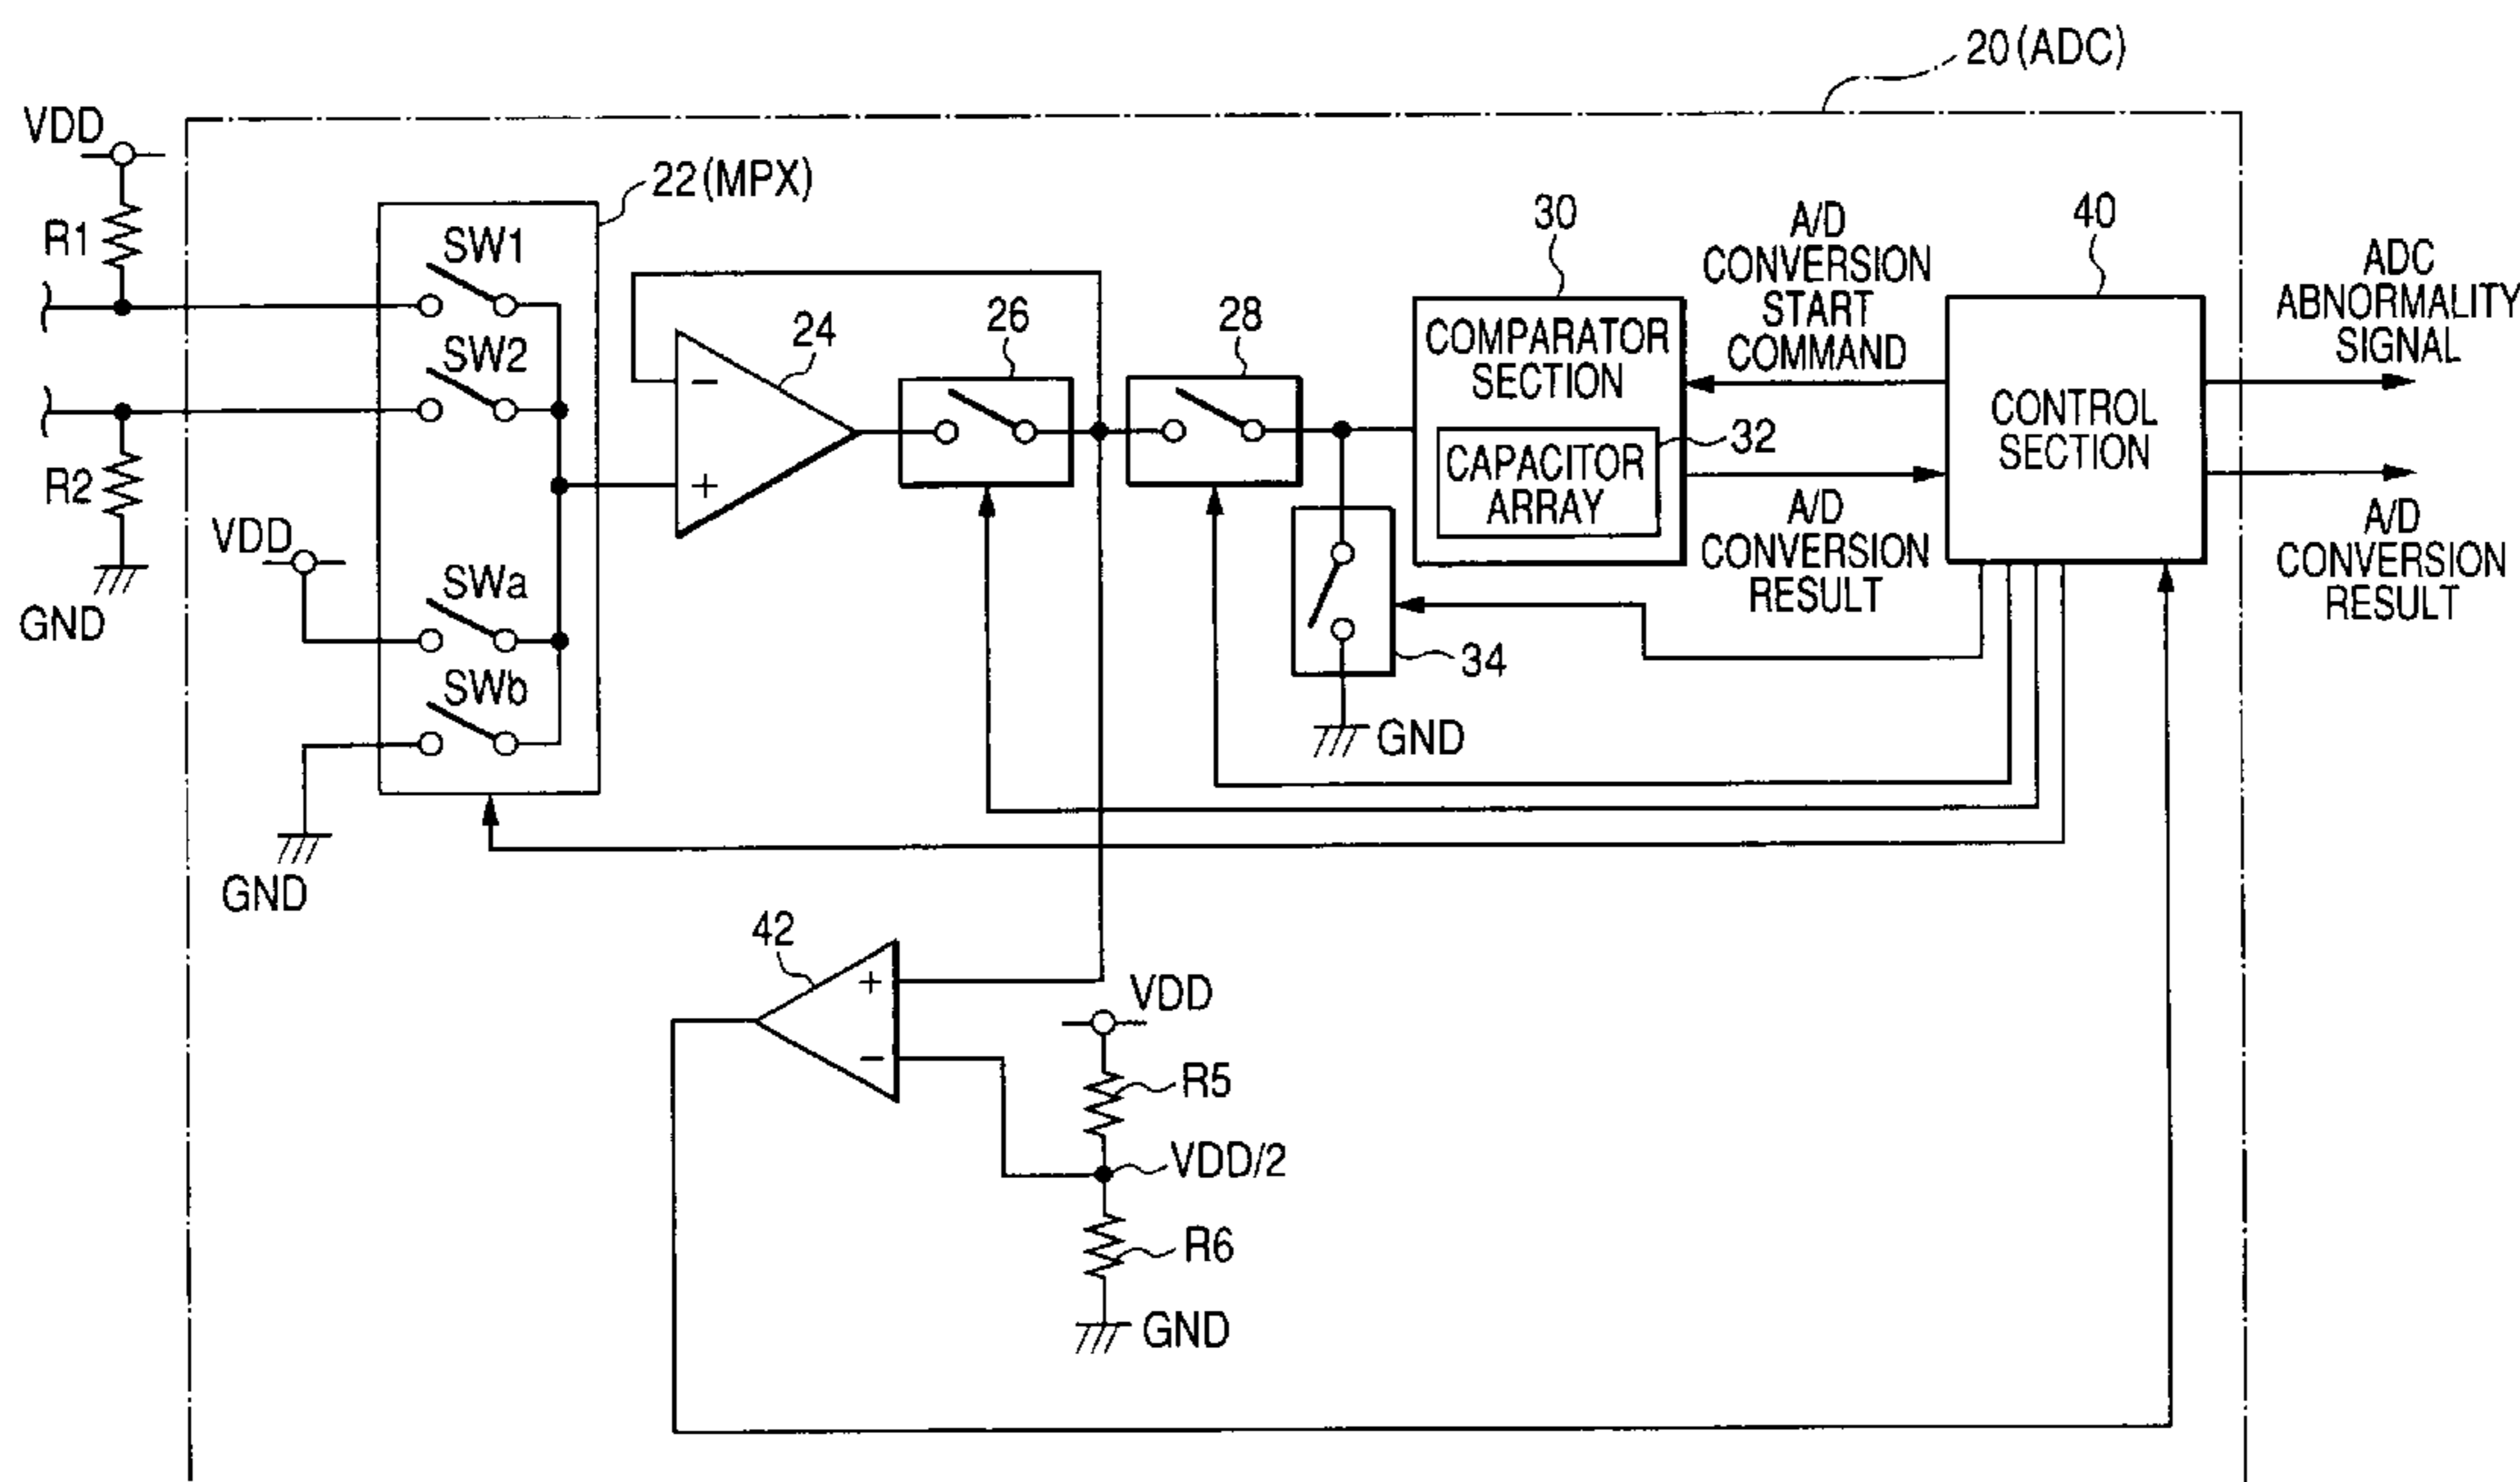 20(ADC)
VDD
22(MPX)
R1
SW1
SW2
24
26
28
30
COMPARATOR
SECTION
CAPACITOR
ARRAY
32
A/D
CONVERSION
START
COMMAND
A/D
CONVERSION
RESULT
40
CONTROL
SECTION
ADC
ABNORMALITY
SIGNAL
A/D
CONVERSION
RESULT
R2
GND
VDD
SWa
SWb
GND
34
GND
42
+
−
−
+
VDD
R5
VDD/2
R6
GND